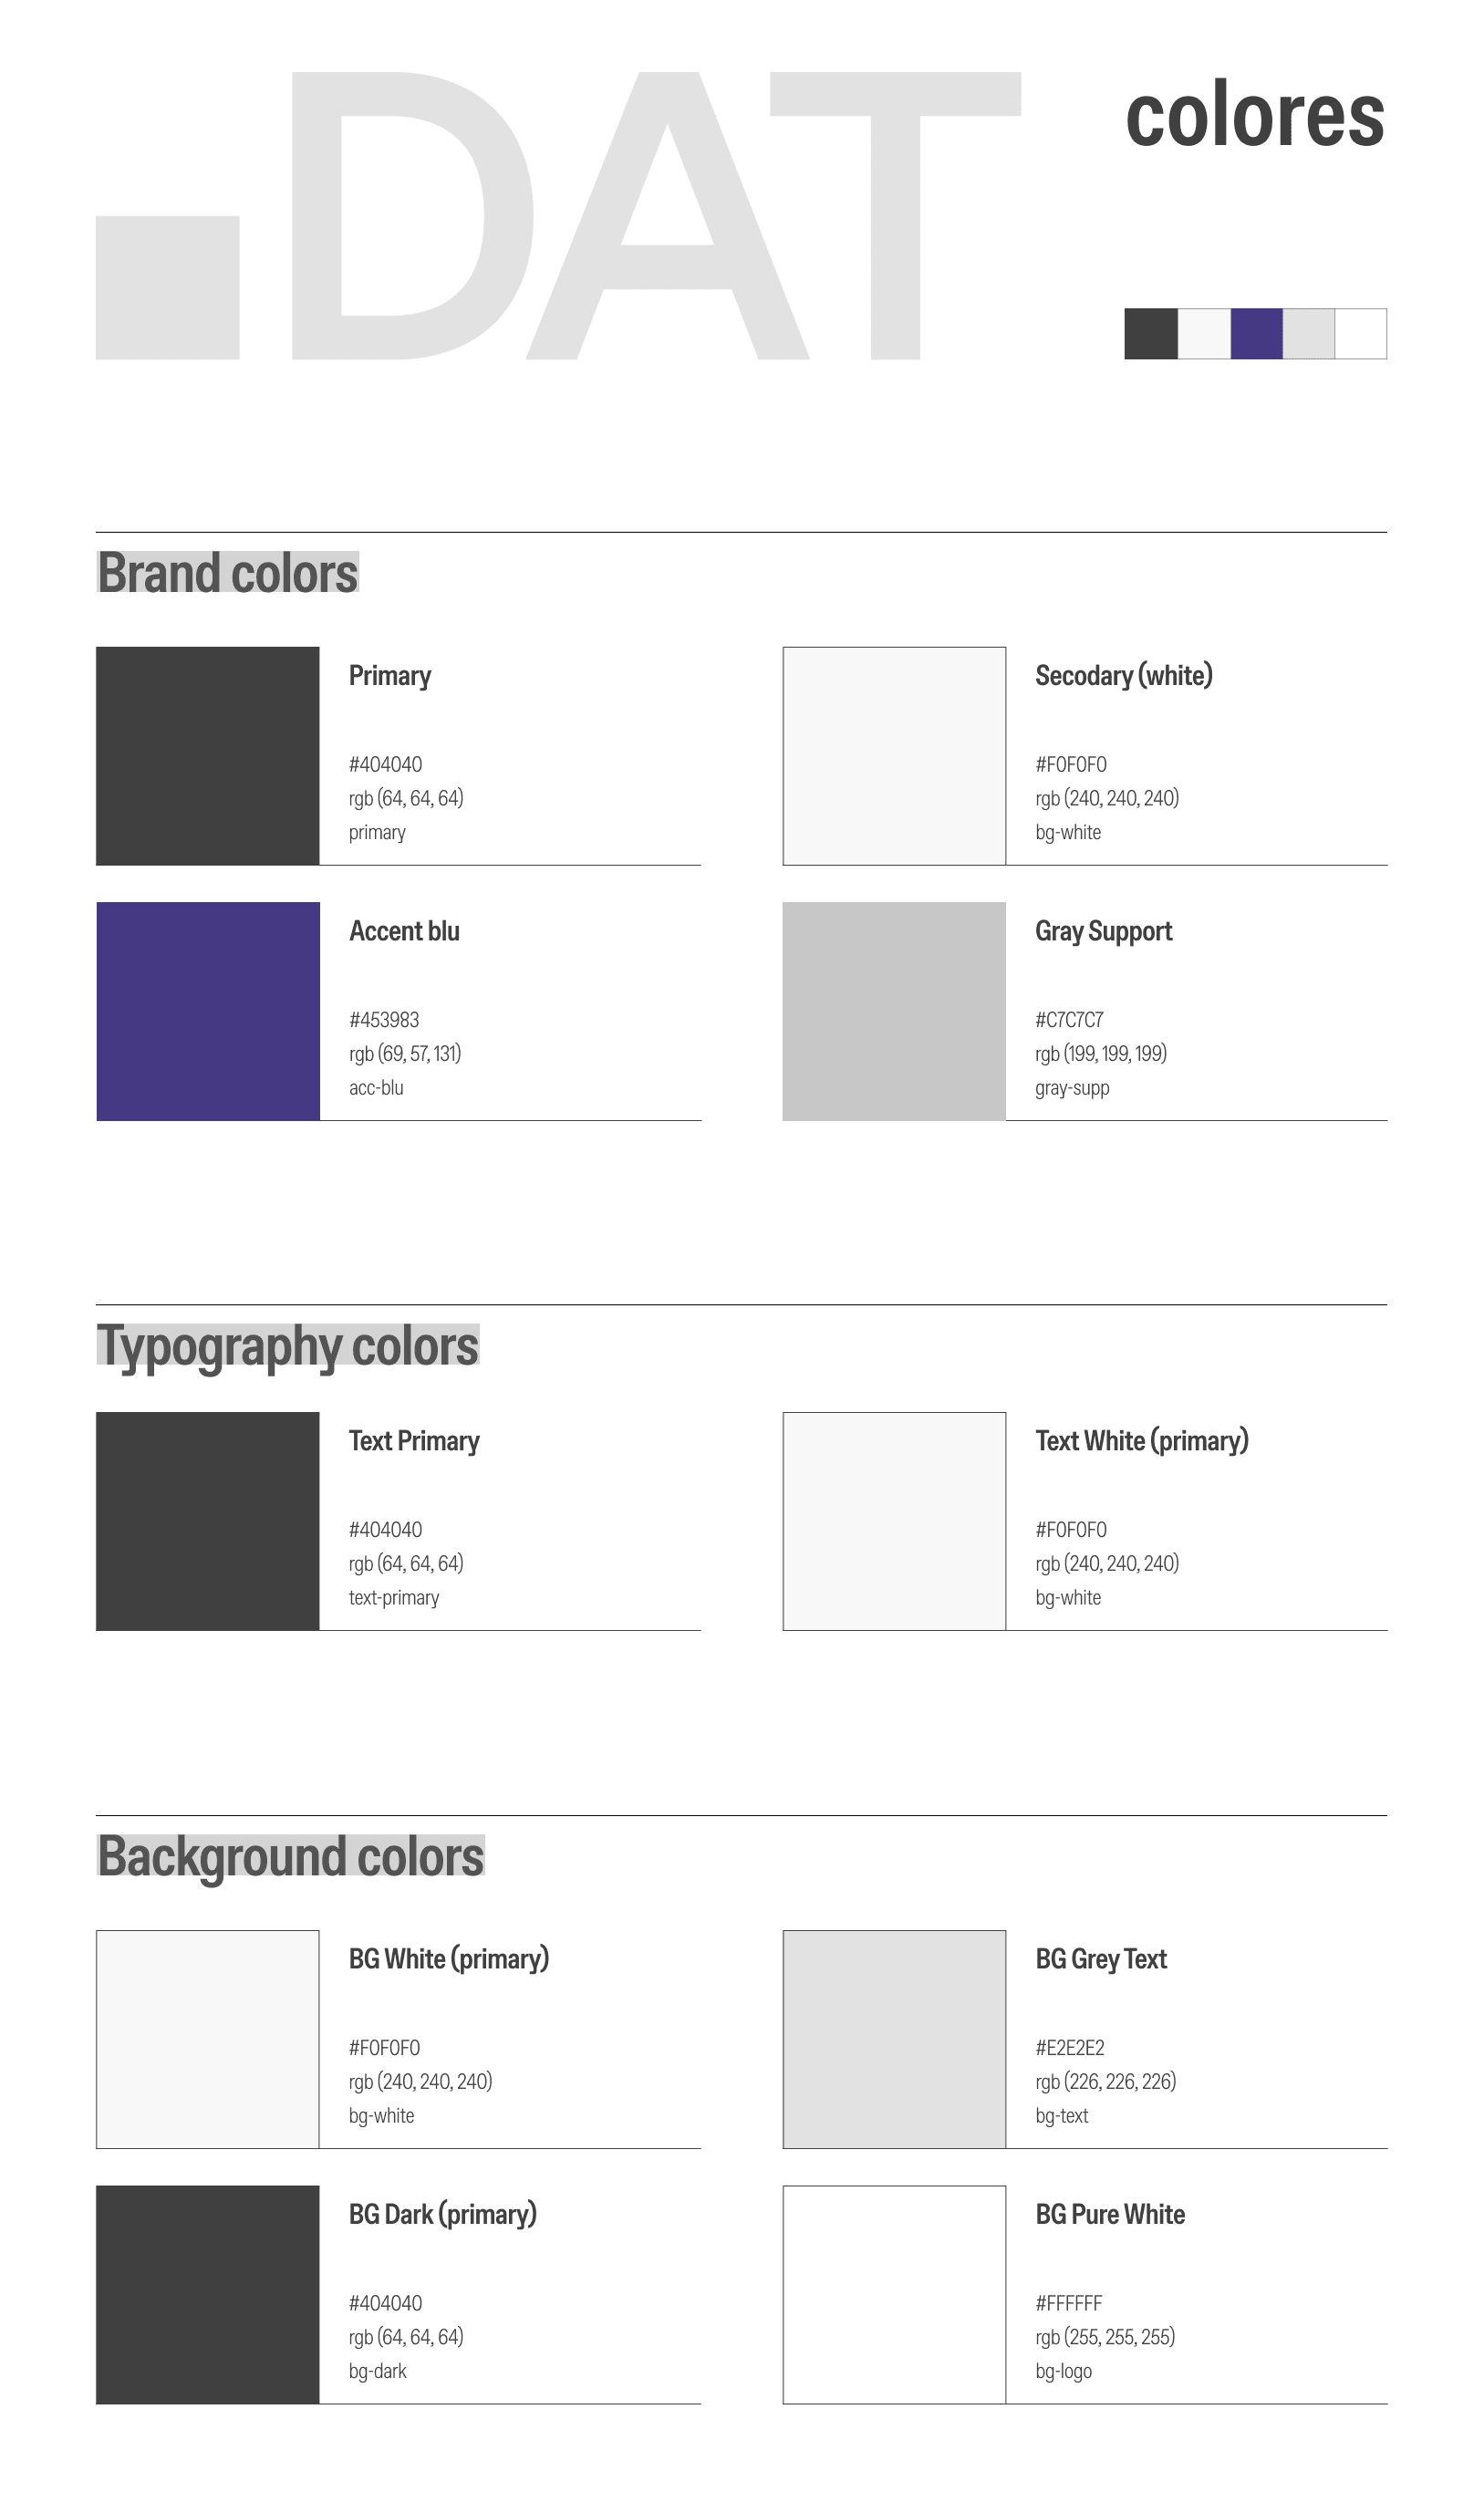 .DAT
colores
Brand colors
Primary
#404040
rgb (64, 64, 64)
primary
Secodary (white)
#F0F0F0
rgb (240, 240, 240)
bg-white
Accent blu
#453983
rgb (69, 57, 131)
acc-blu
Gray Support
#C7C7C7
rgb (199, 199, 199)
gray-supp
Typography colors
Text Primary
#404040
rgb (64, 64, 64)
text-primary
Text White (primary)
#F0F0F0
rgb (240, 240, 240)
bg-white
Background colors
BG White (primary)
#F0F0F0
rgb (240, 240, 240)
bg-white
BG Grey Text
#E2E2E2
rgb (226, 226, 226)
bg-text
BG Dark (primary)
#404040
rgb (64, 64, 64)
bg-dark
BG Pure White
#FFFFFF
rgb (255, 255, 255)
bg-logo